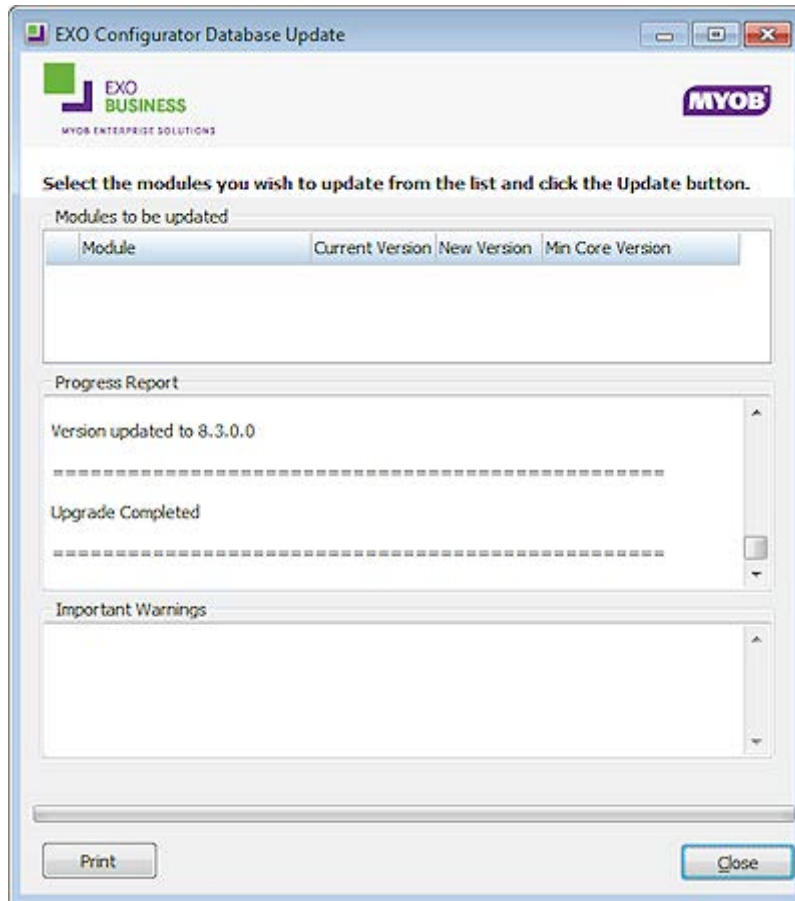 EXO Configurator Database Update
EXO
BUSINESS
MYOB ENTERPRISE SOLUTIONS
MYOB
Select the modules you wish to update from the list and click the Update button.
Modules to be updated
Module Current Version New Version Min Core Version
Progress Report
Version updated to 8.3.0.0
=================================================
Upgrade Completed
=================================================
Important Warnings
Print
Close